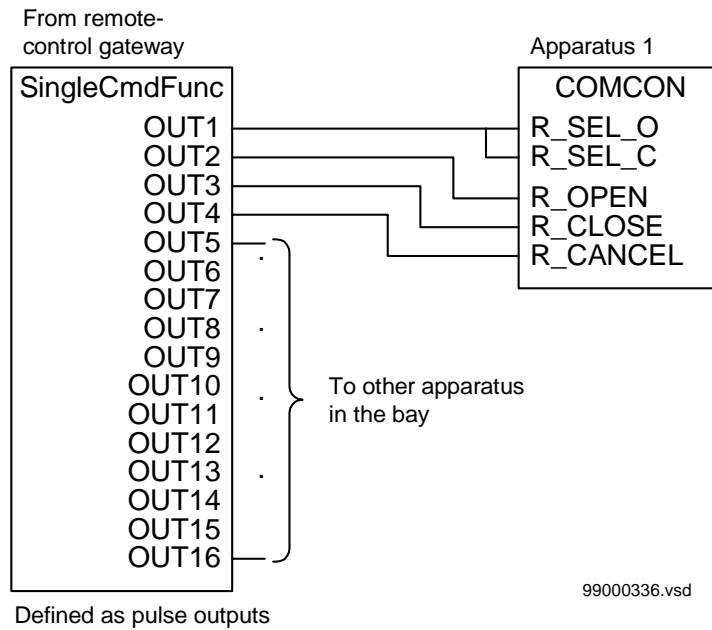 From remote-
control gateway
SingleCmdFunc
OUT1
OUT2
OUT3
OUT4
OUT5
OUT6
OUT7
OUT8
OUT9
OUT10
OUT11
OUT12
OUT13
OUT14
OUT15
OUT16
Defined as pulse outputs
Apparatus 1
COMCON
R_SEL_O
R_SEL_C
R_OPEN
R_CLOSE
R_CANCEL
To other apparatus
in the bay
99000336.vsd